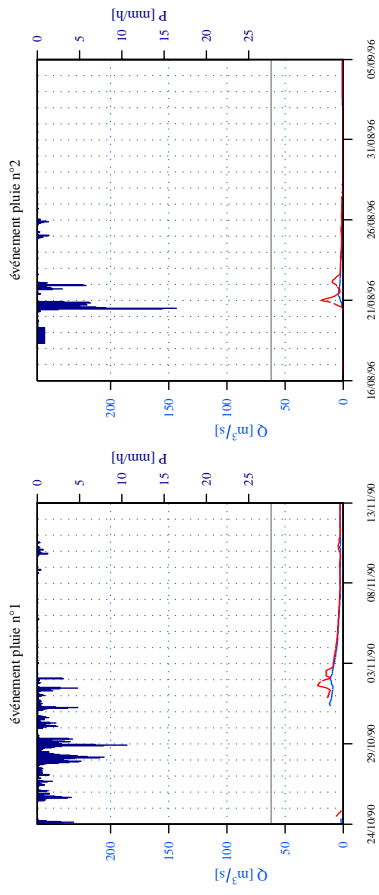 événement pluie n°1
0 5 10 15 20 25
P [mm/h]
0 50 100 150 200
Q [m³/s]
24/10/90 29/10/90 03/11/90 08/11/90 13/11/90
événement pluie n°2
0 5 10 15 20 25
P [mm/h]
0 50 100 150 200
Q [m³/s]
16/08/96 21/08/96 26/08/96 31/08/96 05/09/96